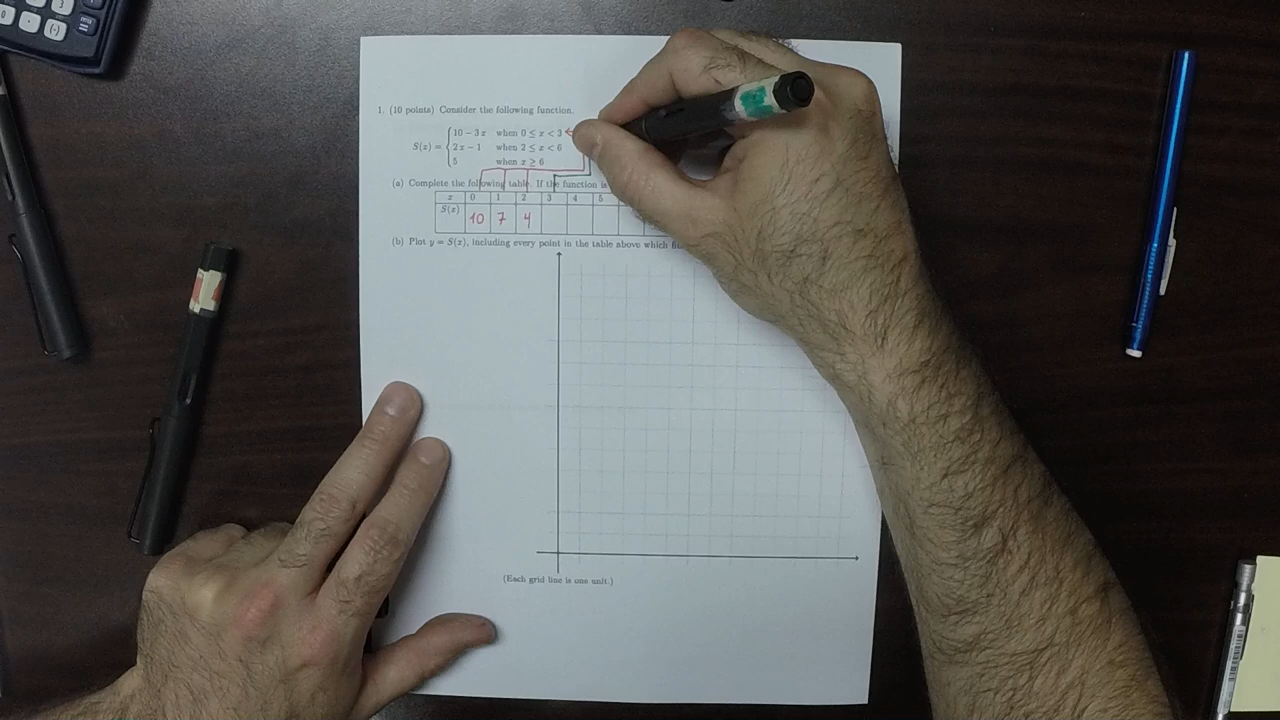 1. (10 points) Consider the following function.
S(x) = { 10 − 3x when 0 ≤ x < 3
2x − 1 when 2 ≤ x < 6
5 when x ≥ 6
(a) Complete the following table. If the function is
x 0 1 2 3 4 5
S(x) 10 7 4
(b) Plot y = S(x), including every point in the table above which
(Each grid line is one unit.)